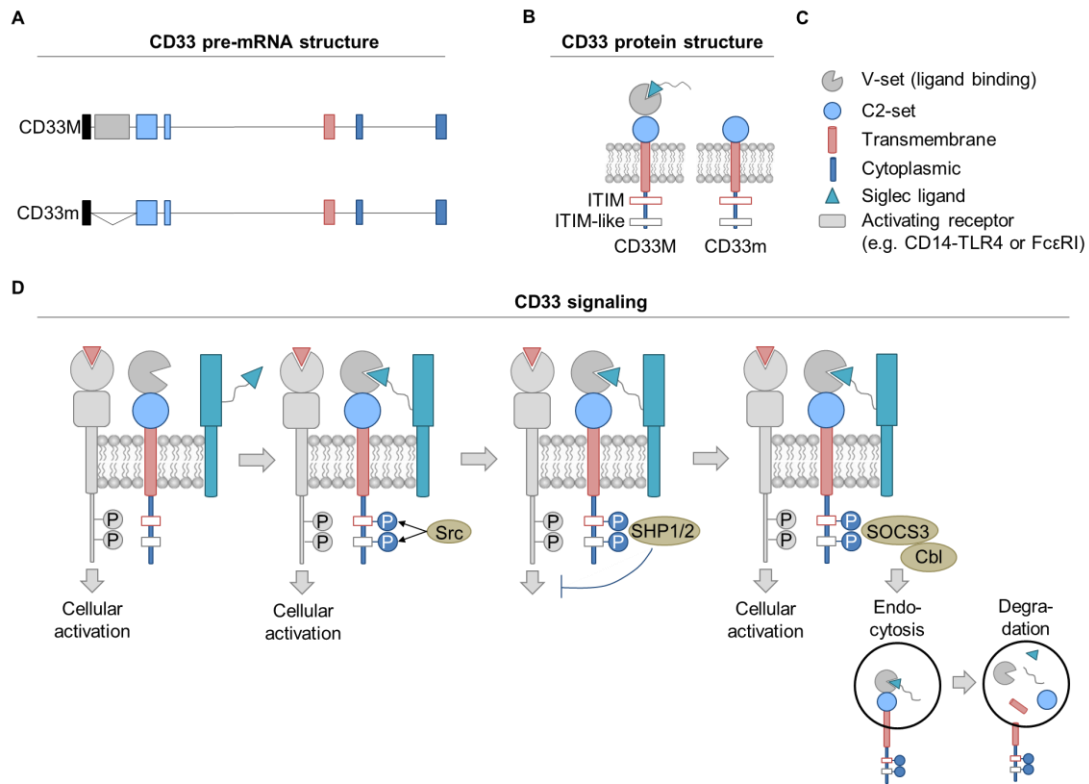 A
CD33 pre-mRNA structure
CD33M
CD33m
B
CD33 protein structure
ITIM
ITIM-like
CD33M
CD33m
C
V-set (ligand binding)
C2-set
Transmembrane
Cytoplasmic
Siglec ligand
Activating receptor
(e.g. CD14-TLR4 or FcεRI)
D
CD33 signaling
P
P
Cellular
activation
P
P
P
P
Src
Cellular
activation
P
P
P
P
SHP1/2
P
P
P
P
SOCS3
Cbl
Cellular
activation
Endo-
cytosis
Degra-
dation